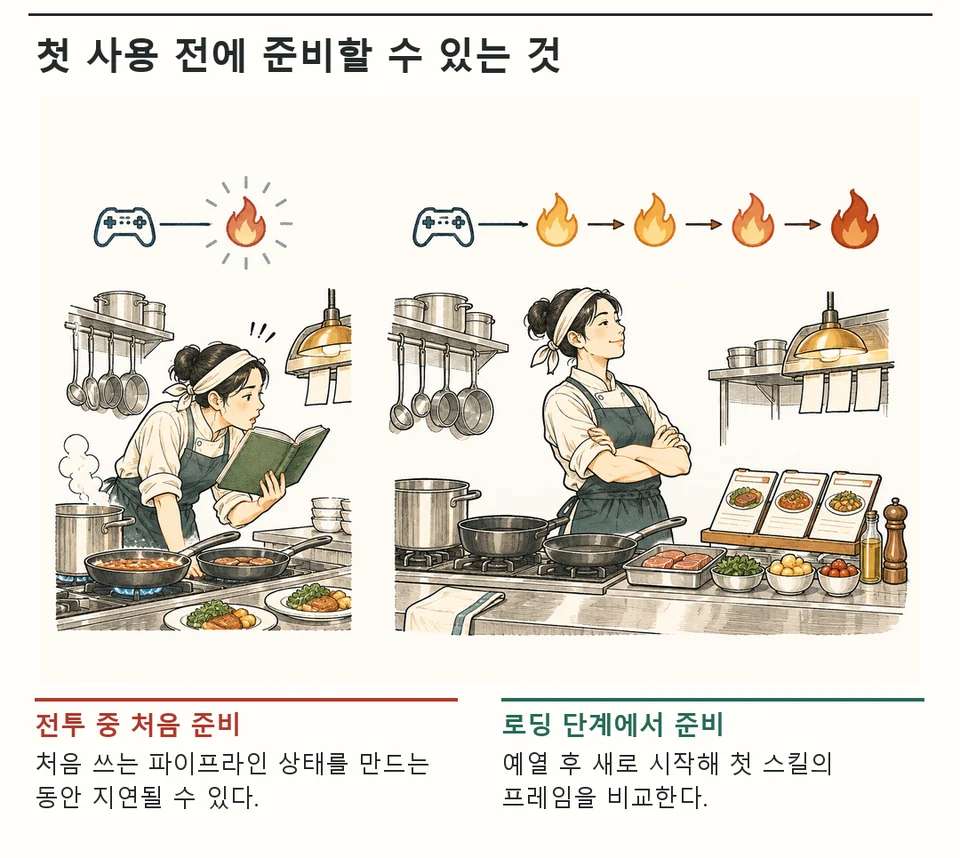 첫 사용 전에 준비할 수 있는 것
전투 중 처음 준비
처음 쓰는 파이프라인 상태를 만드는
동안 지연될 수 있다.
로딩 단계에서 준비
예열 후 새로 시작해 첫 스킬의
프레임을 비교한다.